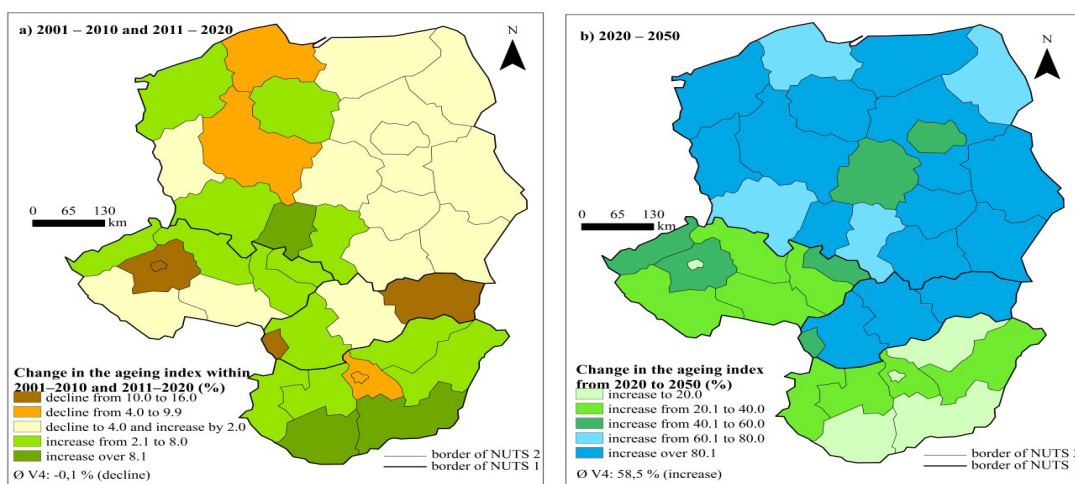 a) 2001 – 2010 and 2011 – 2020
N
0 65 130
km
Change in the ageing index within
2001–2010 and 2011–2020 (%)
decline from 10.0 to 16.0
decline from 4.0 to 9.9
decline to 4.0 and increase by 2.0
increase from 2.1 to 8.0
increase over 8.1
Ø V4: -0,1 % (decline)
border of NUTS 2
border of NUTS 1
b) 2020 – 2050
N
0 65 130
km
Change in the ageing index
from 2020 to 2050 (%)
increase to 20.0
increase from 20.1 to 40.0
increase from 40.1 to 60.0
increase from 60.1 to 80.0
increase over 80.1
Ø V4: 58,5 % (increase)
border of NUTS
border of NUTS